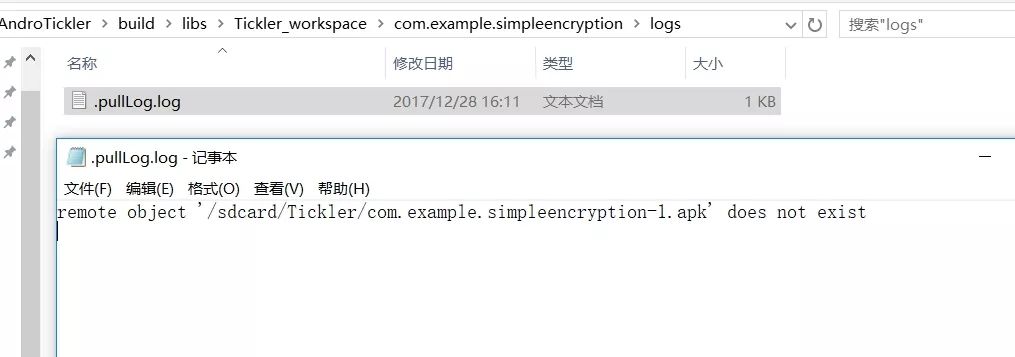 AndroTickler > build > libs > Tickler_workspace > com.example.simpleencryption > logs
搜索"logs"
名称 修改日期 类型 大小
.pullLog.log 2017/12/28 16:11 文本文档 1 KB
.pullLog.log - 记事本
文件(F) 编辑(E) 格式(O) 查看(V) 帮助(H)
remote object '/sdcard/Tickler/com.example.simpleencryption-1.apk' does not exist